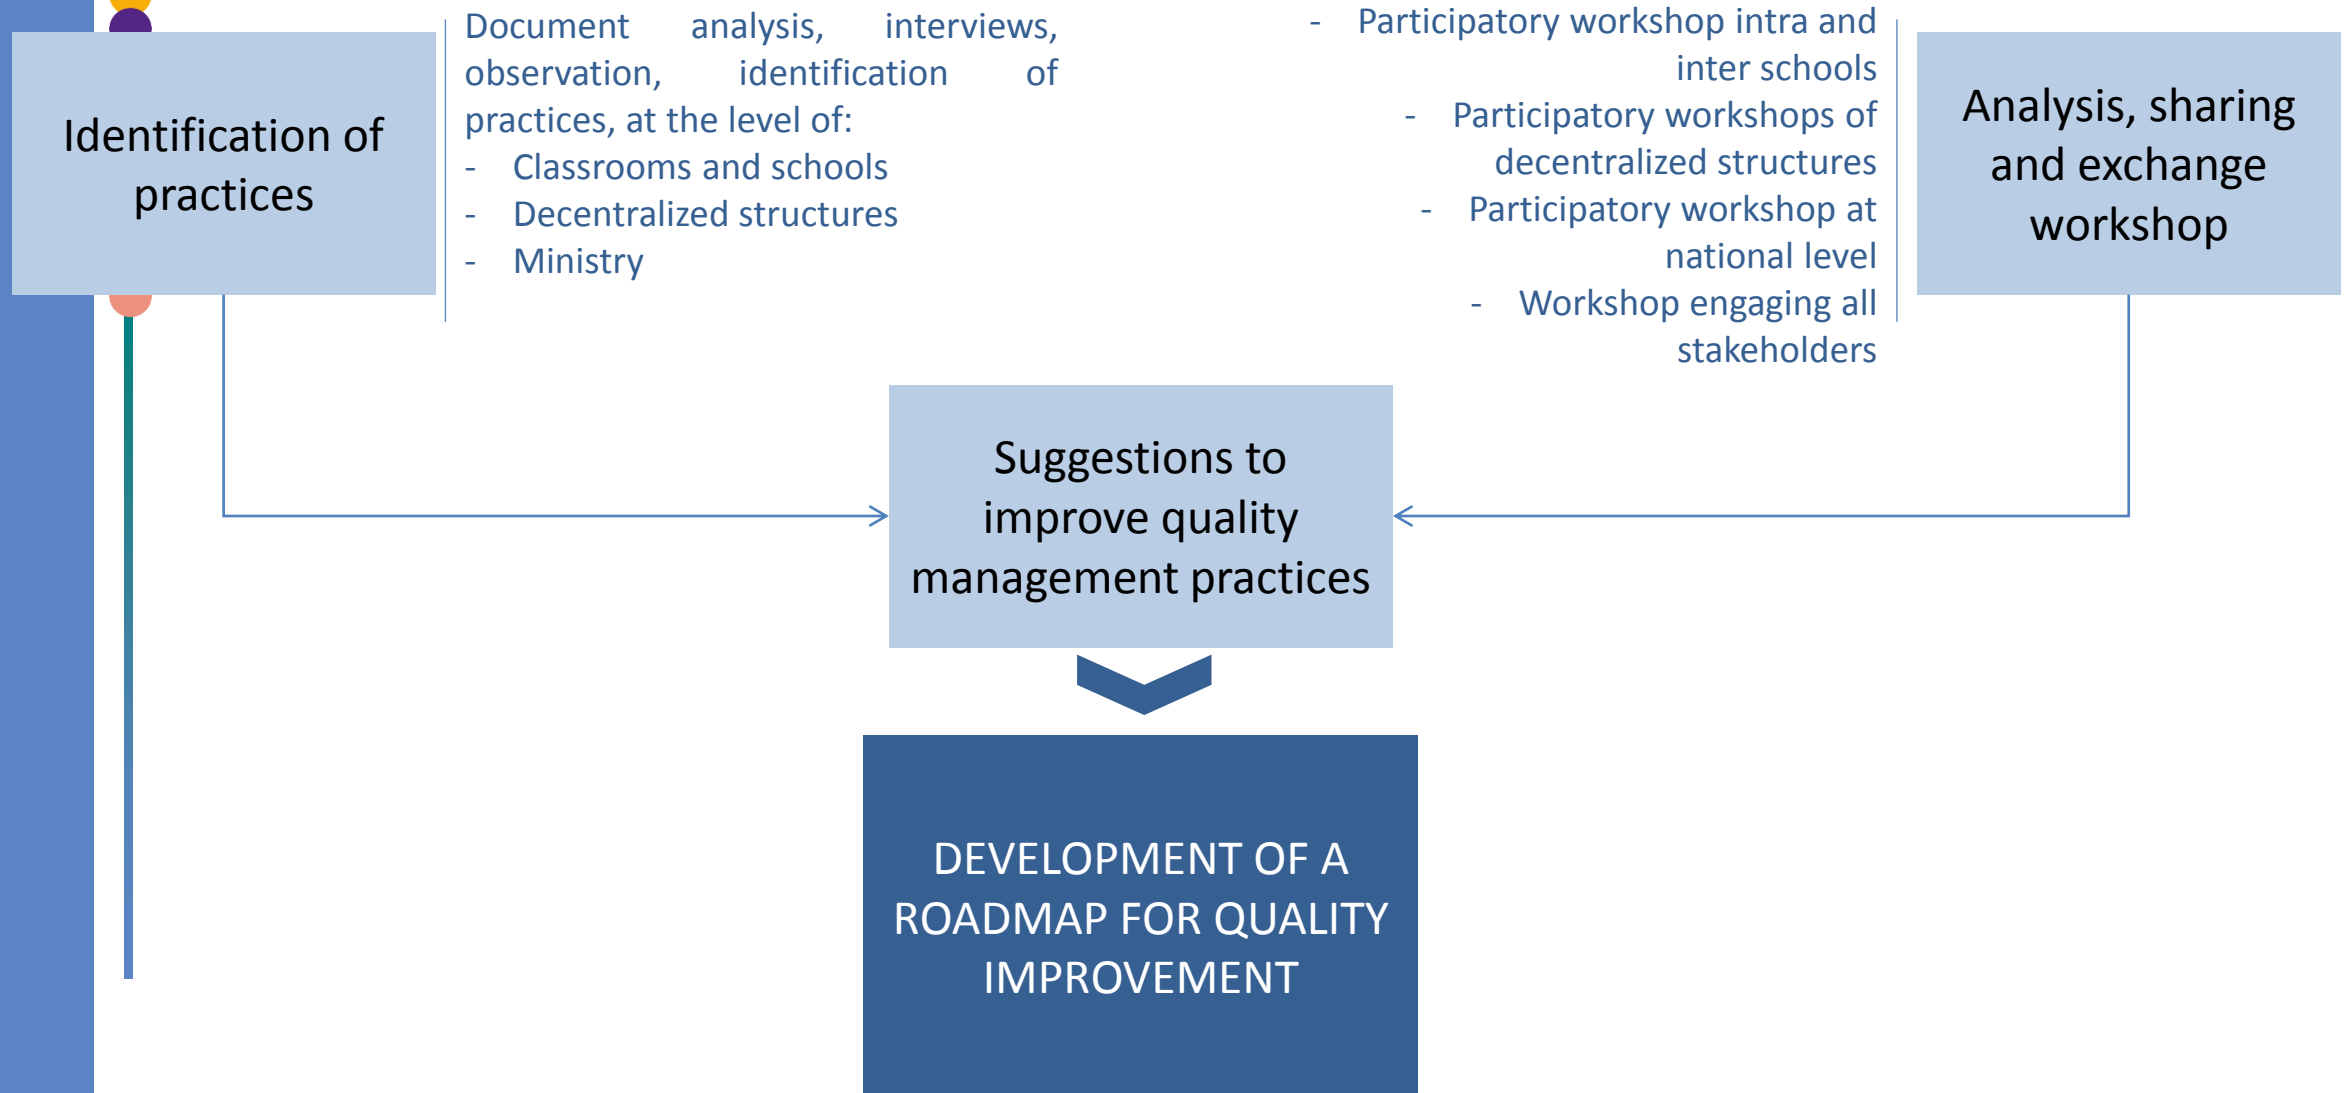 Identification of
practices
Document analysis, interviews,
observation, identification of
practices, at the level of:
- Classrooms and schools
- Decentralized structures
- Ministry
- Participatory workshop intra and
inter schools
- Participatory workshops of
decentralized structures
- Participatory workshop at
national level
- Workshop engaging all
stakeholders
Analysis, sharing
and exchange
workshop
Suggestions to
improve quality
management practices
DEVELOPMENT OF A
ROADMAP FOR QUALITY
IMPROVEMENT